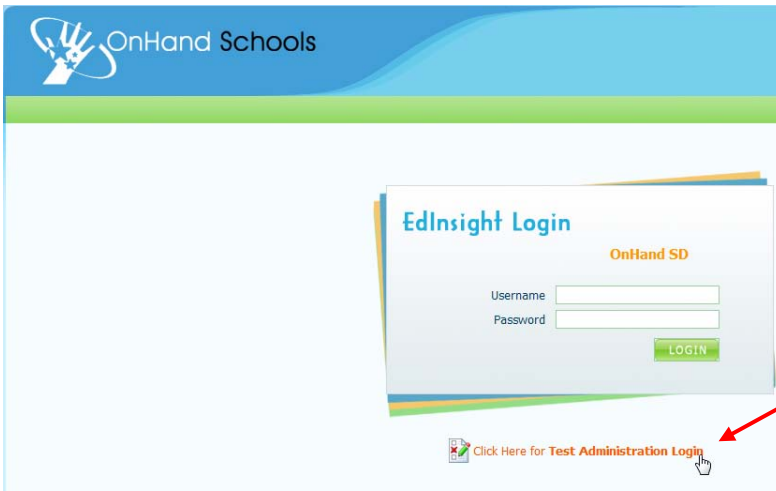 OnHand Schools
EdInsight Login
OnHand SD
Username
Password
LOGIN
Click Here for Test Administration Login